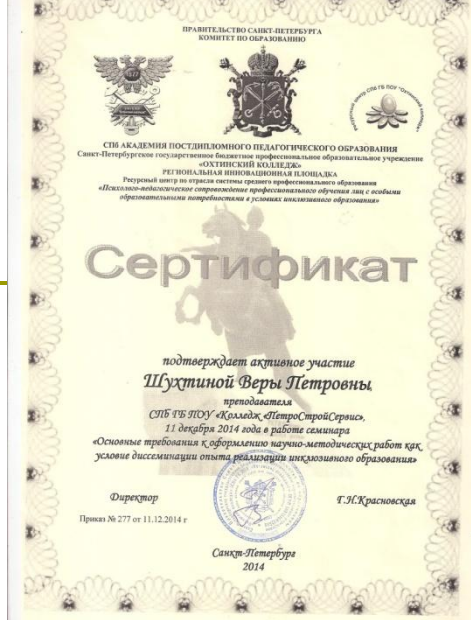 ПРАВИТЕЛЬСТВО САНКТ-ПЕТЕРБУРГА
КОМИТЕТ ПО ОБРАЗОВАНИЮ
СПб АКАДЕМИЯ ПОСТДИПЛОМНОГО ПЕДАГОГИЧЕСКОГО ОБРАЗОВАНИЯ
Санкт-Петербургское государственное бюджетное профессиональное образовательное учреждение
«ОХТИНСКИЙ КОЛЛЕДЖ»
РЕГИОНАЛЬНАЯ ИННОВАЦИОННАЯ ПЛОЩАДКА
Ресурсный центр по отрасли системы среднего профессионального образования
«Психолого-педагогическое сопровождение профессионального обучения лиц с особыми
образовательными потребностями в условиях инклюзивного образования»
Сертификат
подтверждает активное участие
Шухтиной Веры Петровны,
преподавателя
СПб ГБ ПОУ «Колледж «ПетроСтройСервис»,
11 декабря 2014 года в работе семинара
«Основные требования к оформлению научно-методических работ как
условие диссеминации опыта реализации инклюзивного образования»
Директор Г.Н.Красновская
Приказ № 277 от 11.12.2014 г
Санкт-Петербург
2014